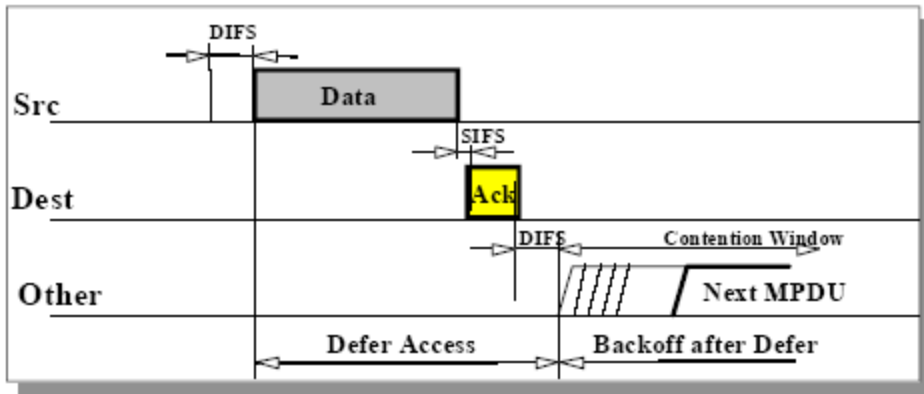 DIFS
Src
Data
SIFS
Dest
Ack
DIFS
Contention Window
Other
Next MPDU
Defer Access
Backoff after Defer